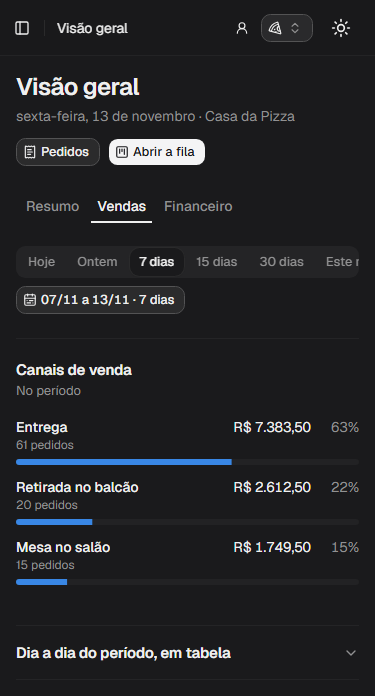 Visão geral
Visão geral
sexta-feira, 13 de novembro · Casa da Pizza
Pedidos
Abrir a fila
Resumo Vendas Financeiro
Hoje Ontem 7 dias 15 dias 30 dias Este
07/11 a 13/11 · 7 dias
Canais de venda
No período
Entrega R$ 7.383,50 63%
61 pedidos
Retirada no balcão R$ 2.612,50 22%
20 pedidos
Mesa no salão R$ 1.749,50 15%
15 pedidos
Dia a dia do período, em tabela